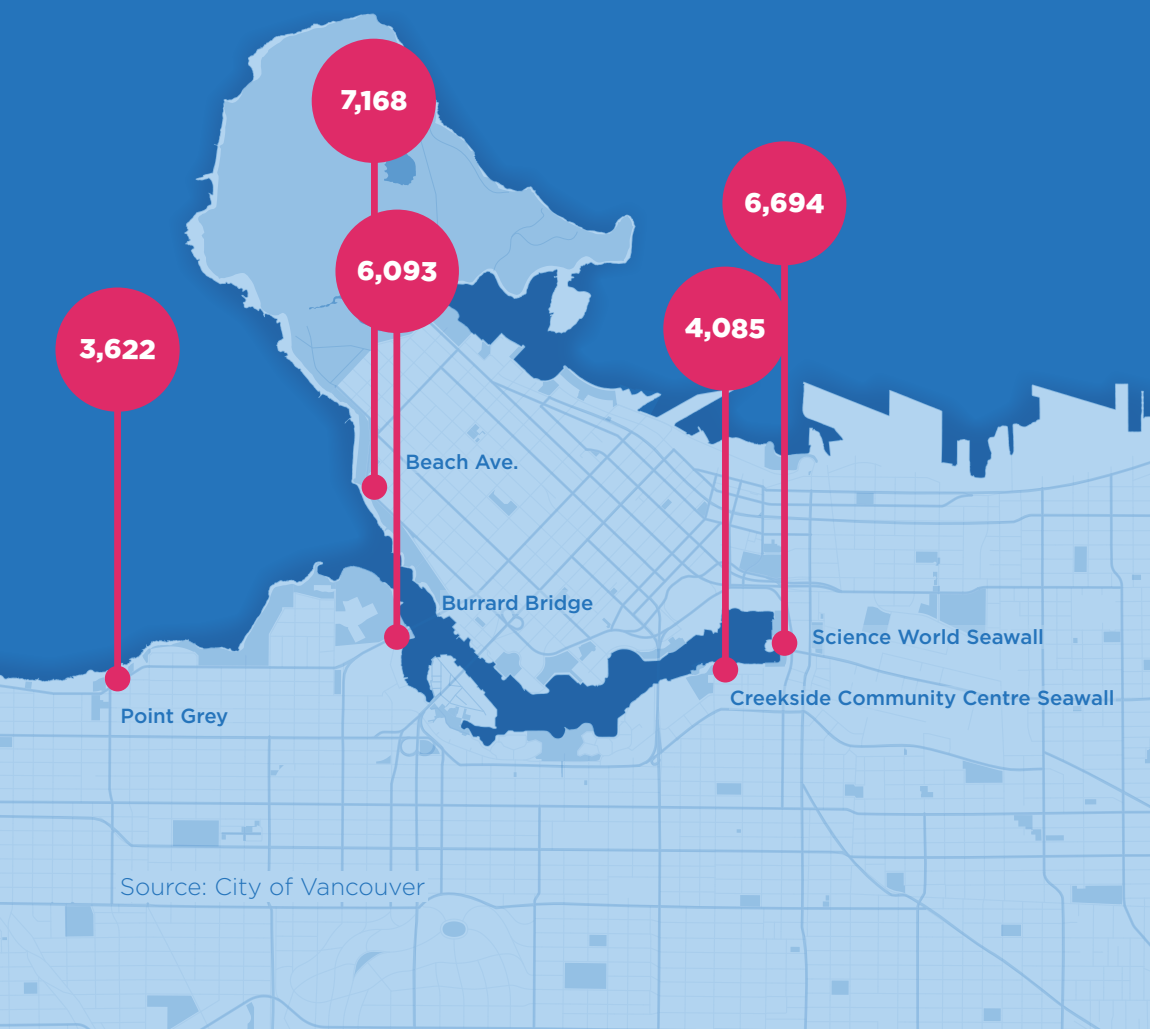 7,168
6,694
6,093
4,085
3,622
Beach Ave.
Burrard Bridge
Science World Seawall
Creekside Community Centre Seawall
Point Grey
Source: City of Vancouver